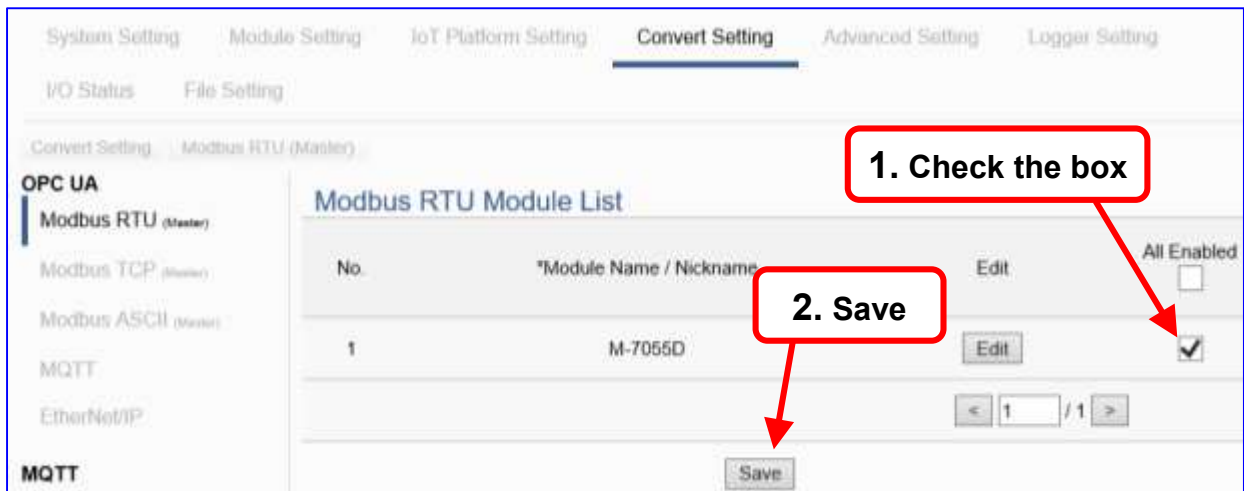 System Setting Module Setting IoT Platform Setting Convert Setting Advanced Setting Logger Setting
I/O Status File Setting
Convert Setting Modbus RTU (Master)
1. Check the box
OPC UA
Modbus RTU (Master)
Modbus TCP (Master)
Modbus ASCII (Master)
MQTT
EtherNet/IP
MQTT
Modbus RTU Module List
No. *Module Name / Nickname Edit All Enabled
2. Save
1 M-7055D Edit
< 1 / 1 >
Save